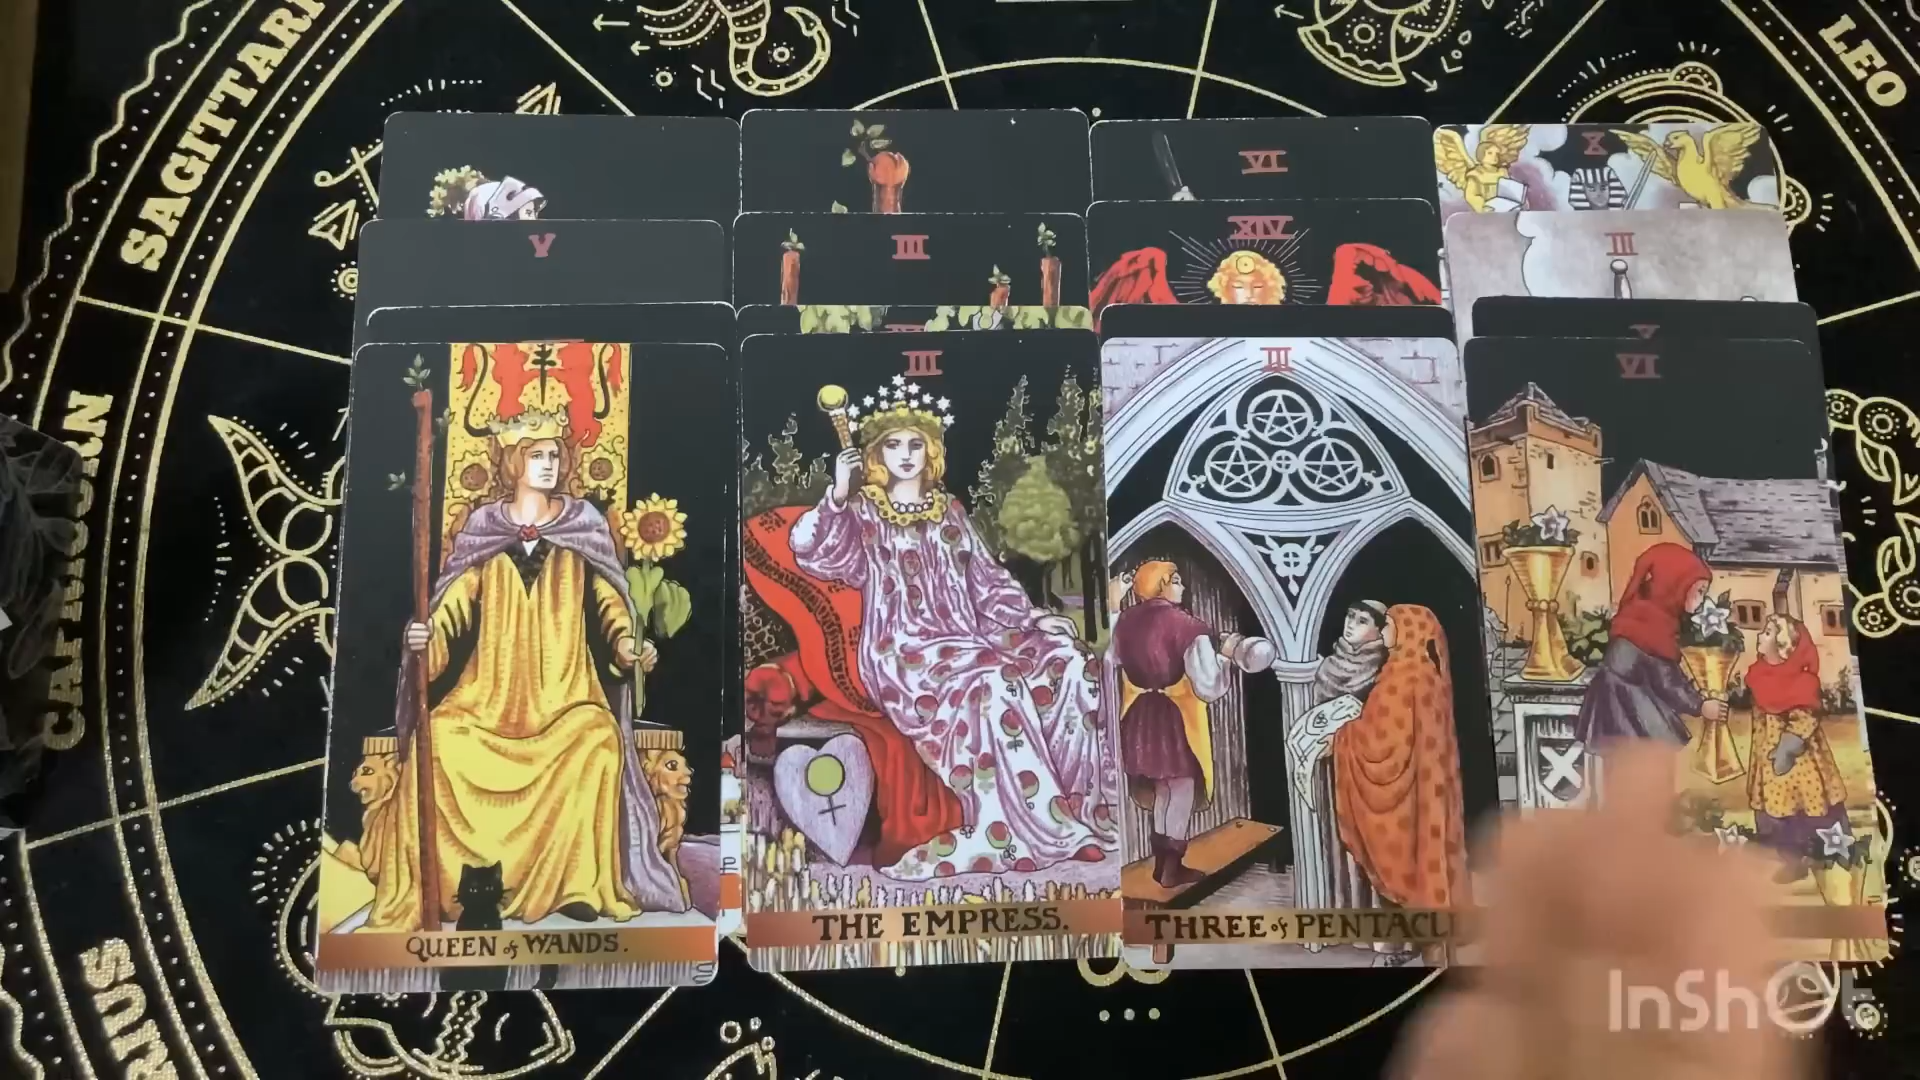 SAGITTARI
LEO
CAPRICORN
RIUS
VI
X
V
III
XIV
III
V
III
III
VI
QUEEN of WANDS.
THE EMPRESS.
THREE of PENTACL
InShOt